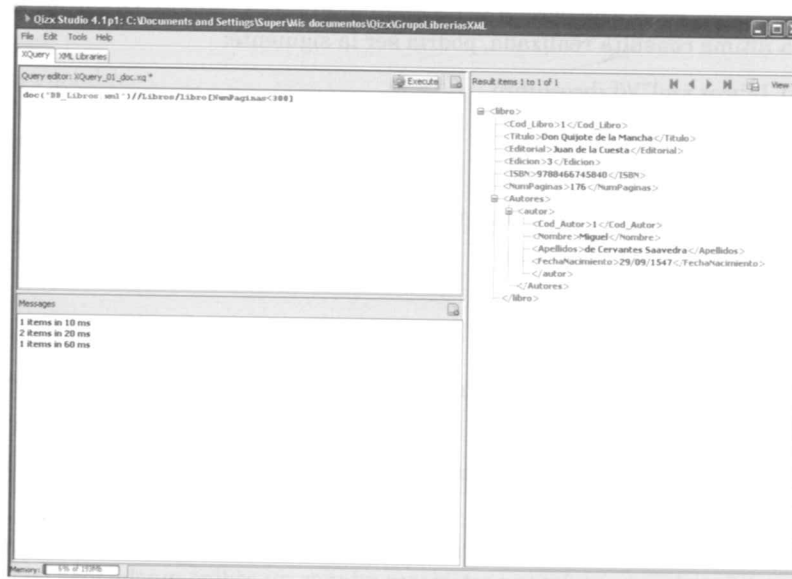 Qizx Studio 4.1p1: C:\Documents and Settings\Super\Mis documentos\Qizx\GrupoLibreriasXML
File Edit Tools Help
XQuery XML Libraries
Query editor: XQuery_01_doc.xq *
Execute
doc('BD_Libros.xml')//Libros/libro[NumPaginas<300]
Messages
1 items in 10 ms
2 items in 20 ms
1 items in 60 ms
Result items 1 to 1 of 1
View
<libro>
<Cod_Libro>1</Cod_Libro>
<Titulo>Don Quijote de la Mancha</Titulo>
<Editorial>Juan de la Cuesta</Editorial>
<Edicion>3</Edicion>
<ISBN>9788466745840</ISBN>
<NumPaginas>176</NumPaginas>
<Autores>
<autor>
<Cod_Autor>1</Cod_Autor>
<Nombre>Miguel</Nombre>
<Apellidos>de Cervantes Saavedra</Apellidos>
<FechaNacimiento>29/09/1547</FechaNacimiento>
</autor>
</Autores>
</libro>
Memory: